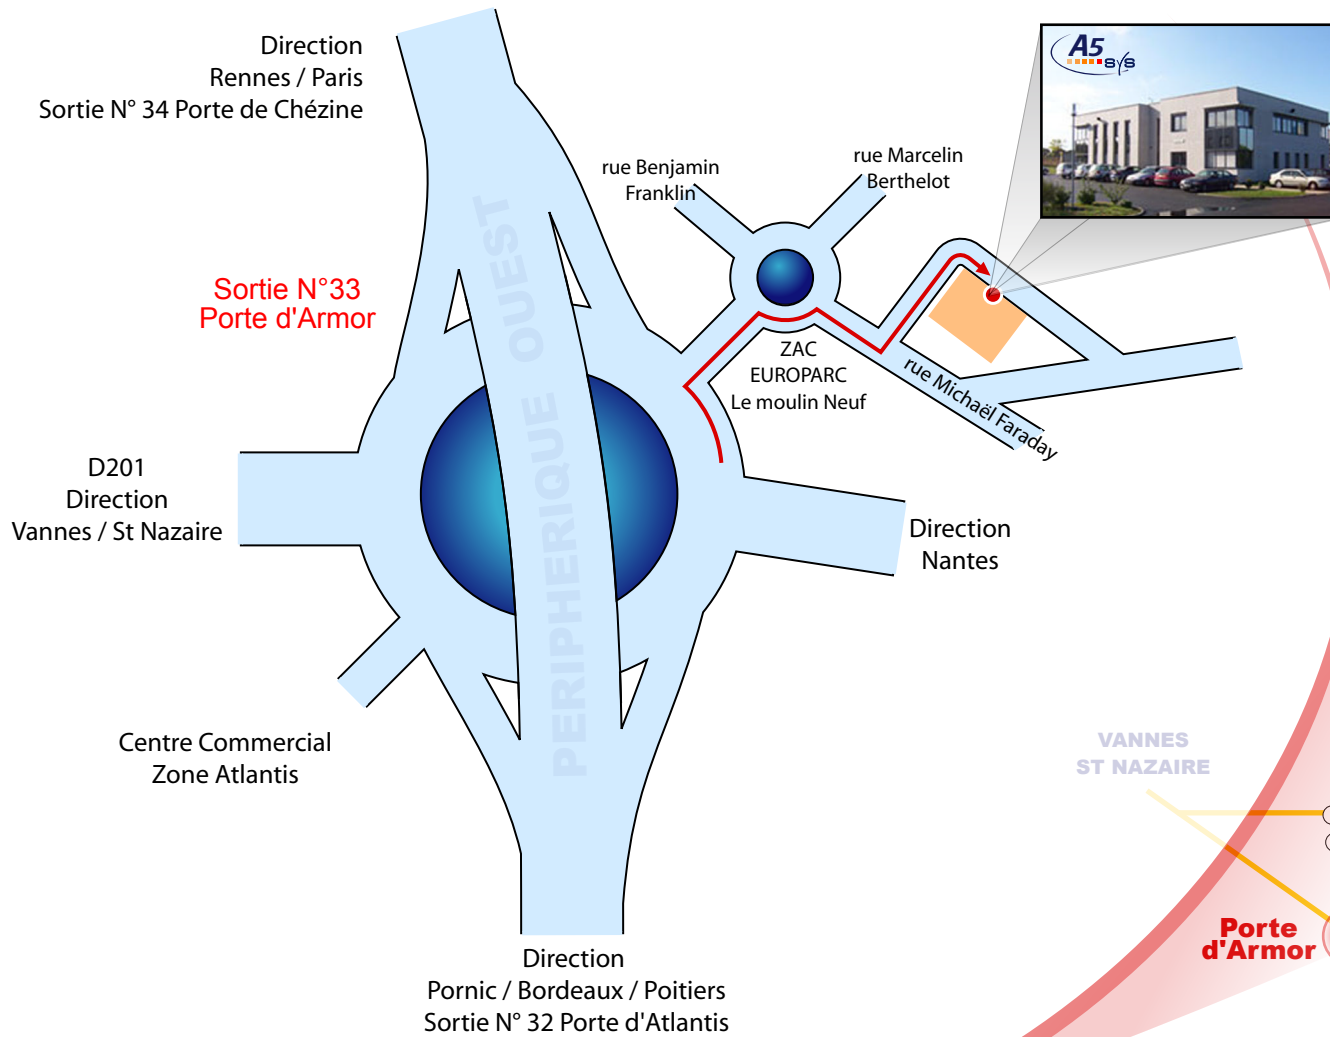 Direction
Rennes / Paris
Sortie N° 34 Porte de Chézine
A5
sys
rue Benjamin
Franklin
rue Marcelin
Berthelot
PERIPHERIQUE OUEST
Sortie N°33
Porte d'Armor
ZAC
EUROPARC
Le moulin Neuf
rue Michaël Faraday
D201
Direction
Vannes / St Nazaire
Direction
Nantes
Centre Commercial
Zone Atlantis
VANNES
ST NAZAIRE
Porte
d'Armor
Direction
Pornic / Bordeaux / Poitiers
Sortie N° 32 Porte d'Atlantis